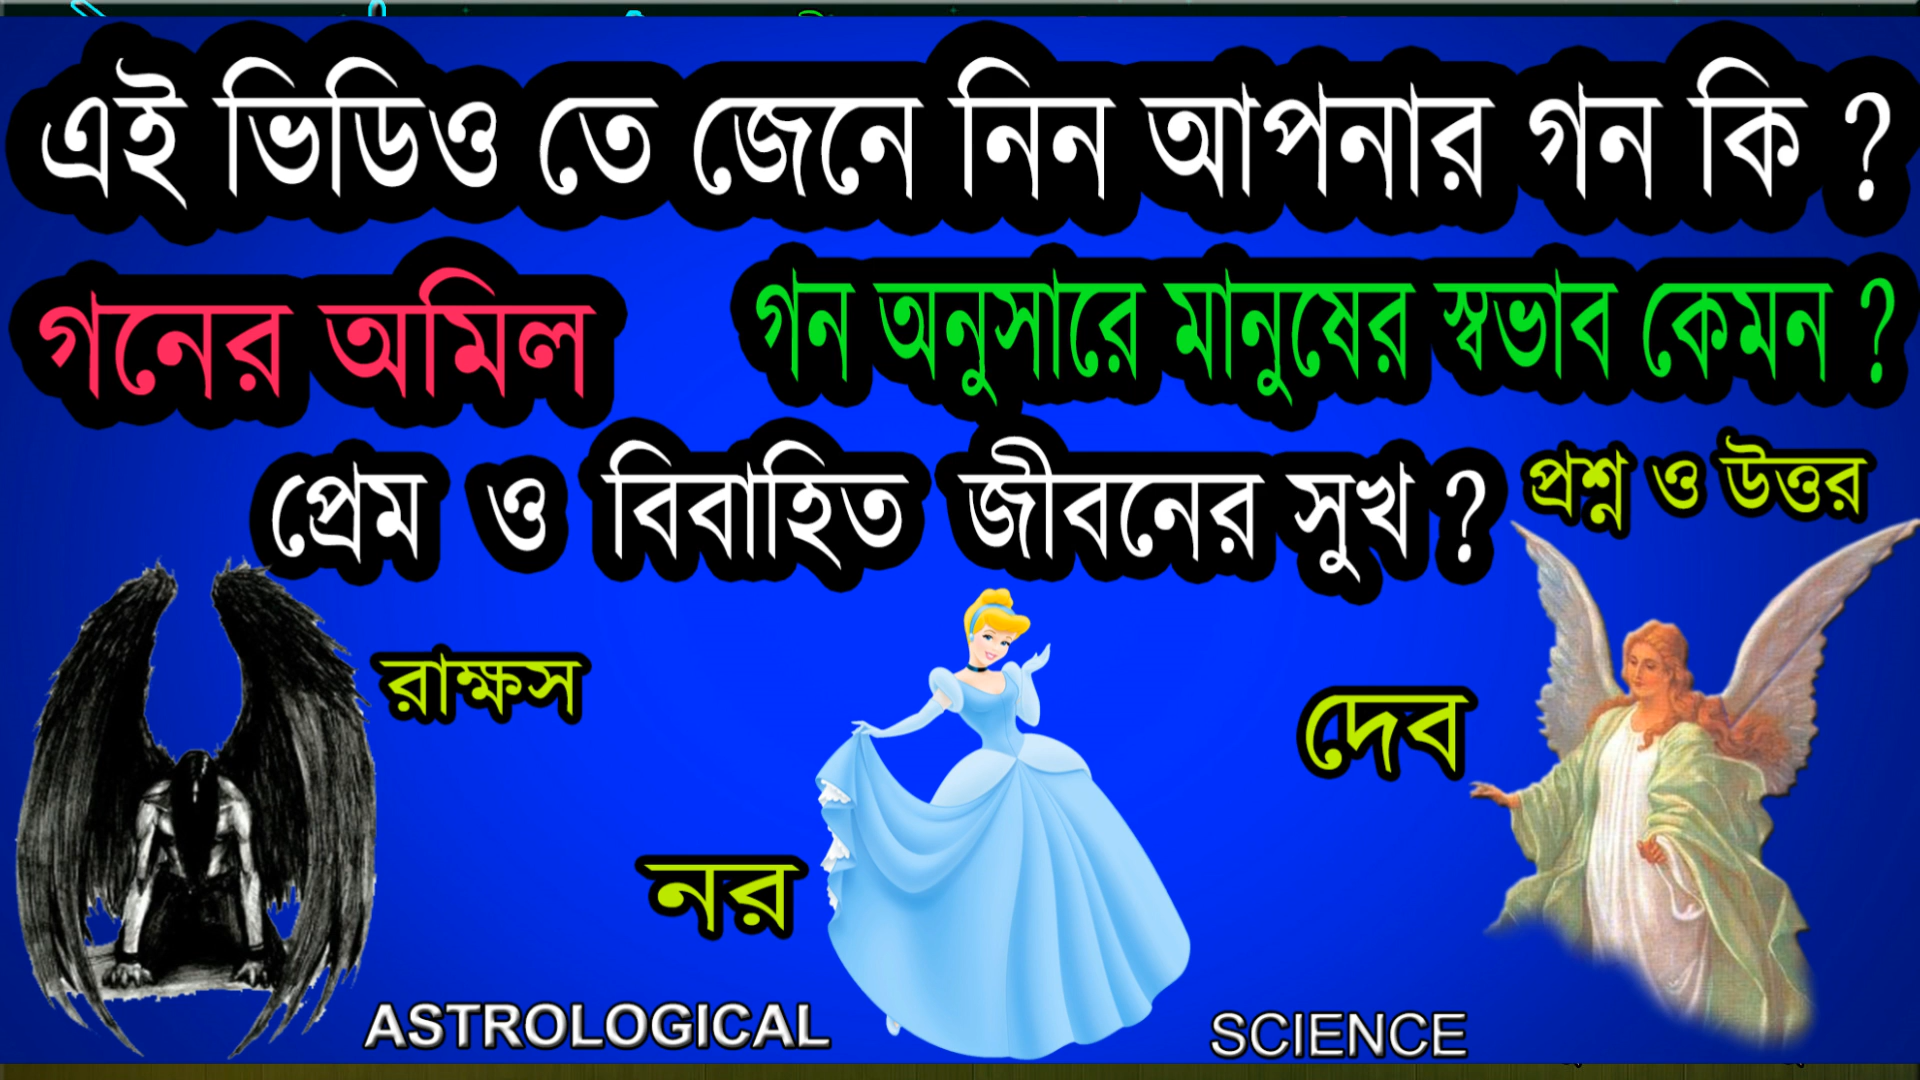 এই ভিডিও তে জেনে নিন আপনার গন কি ?
গনের অমিল
গন অনুসারে মানুষের স্বভাব কেমন ?
প্রেম ও বিবাহিত জীবনের সুখ ?
প্রশ্ন ও উত্তর
রাক্ষস
দেব
নর
ASTROLOGICAL SCIENCE